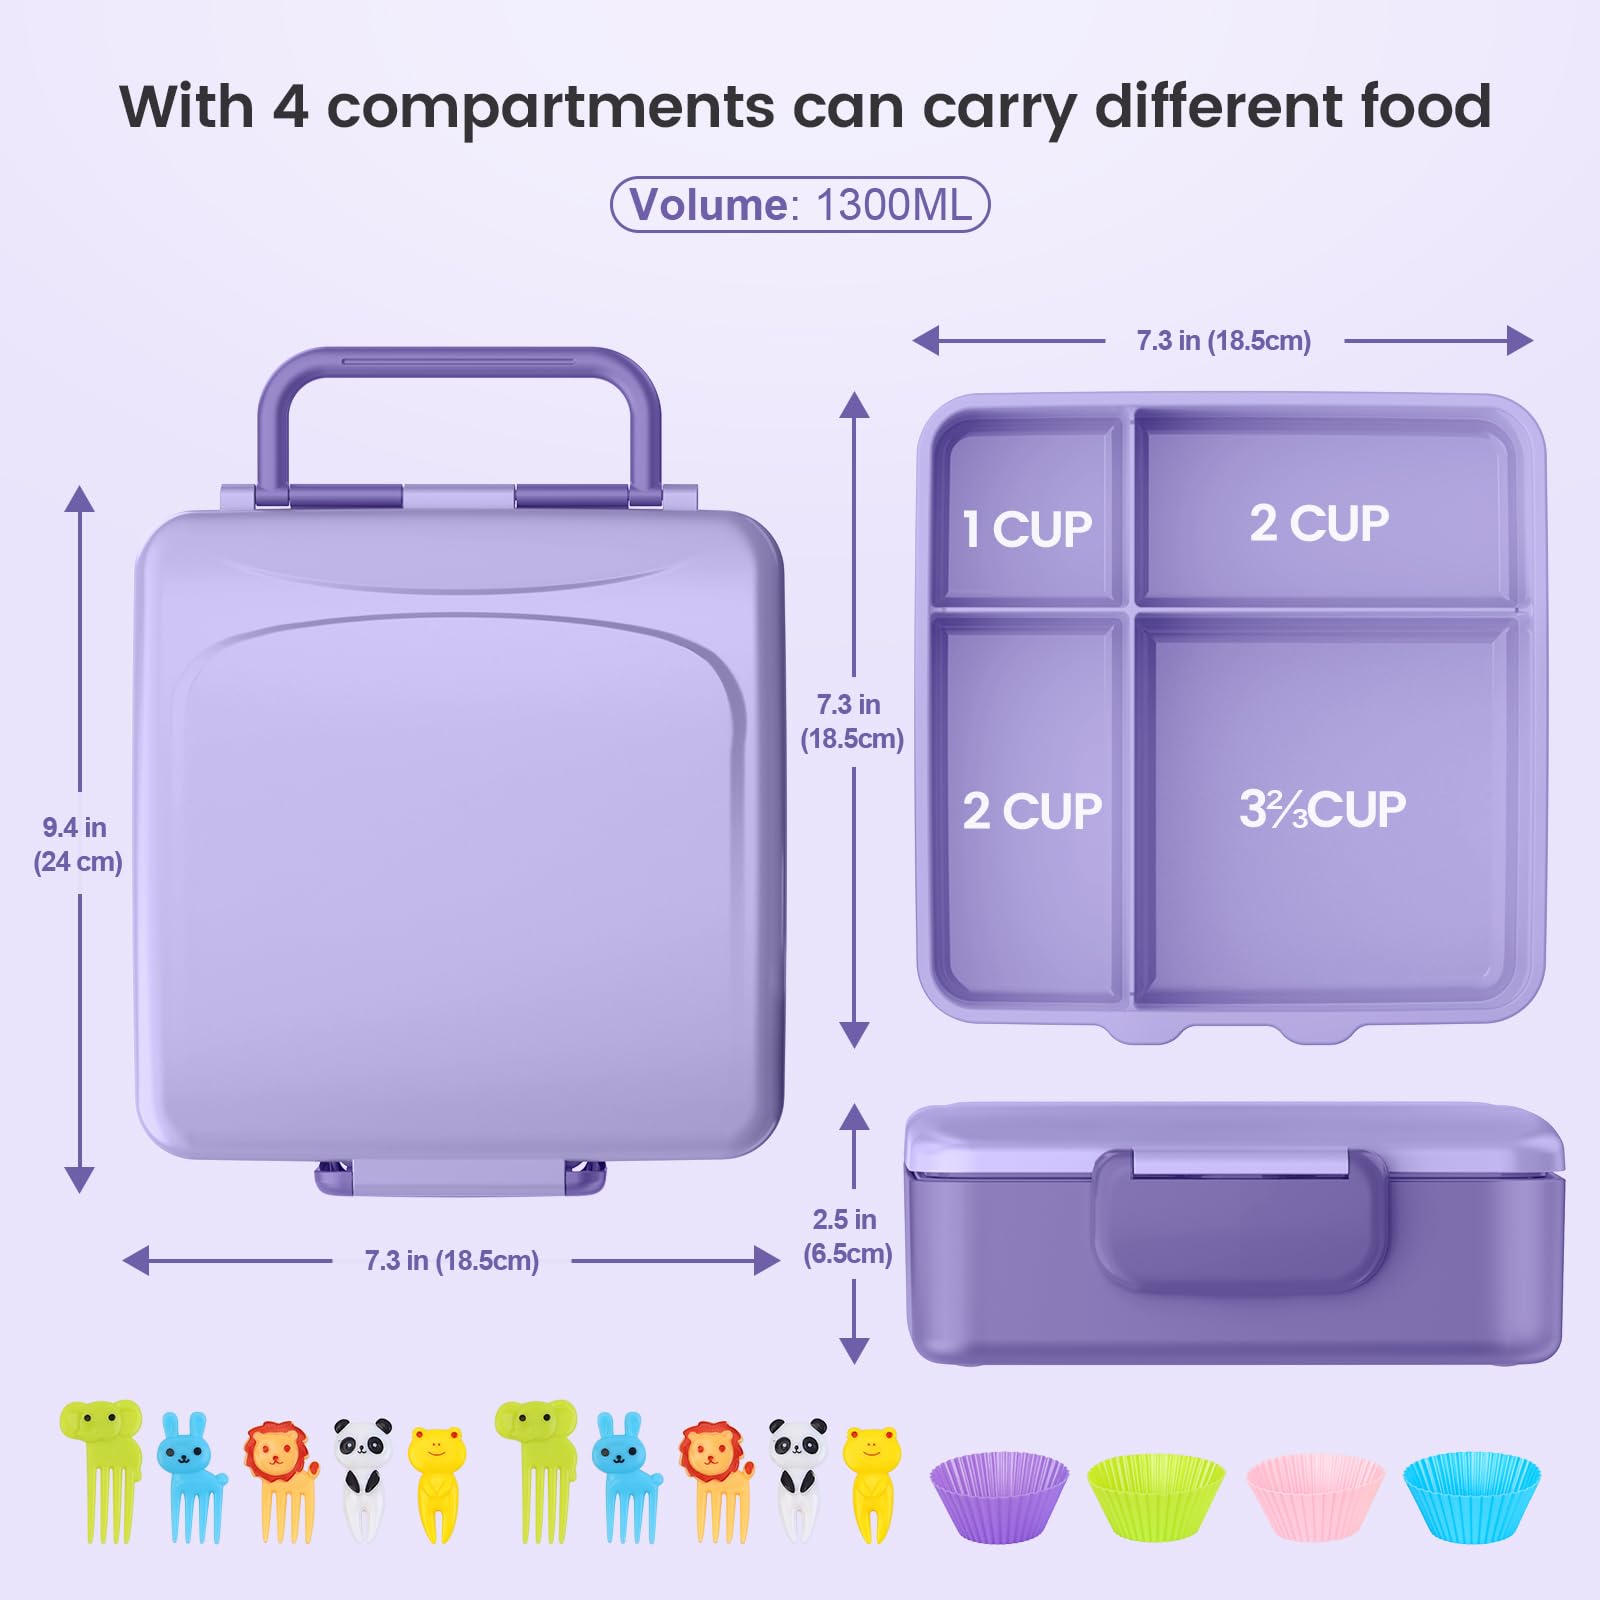 With 4 compartments can carry different food
Volume: 1300ML
7.3 in (18.5cm)
1 CUP
2 CUP
7.3 in
(18.5cm)
9.4 in
(24 cm)
2 CUP
3⅔CUP
2.5 in
(6.5cm)
7.3 in (18.5cm)